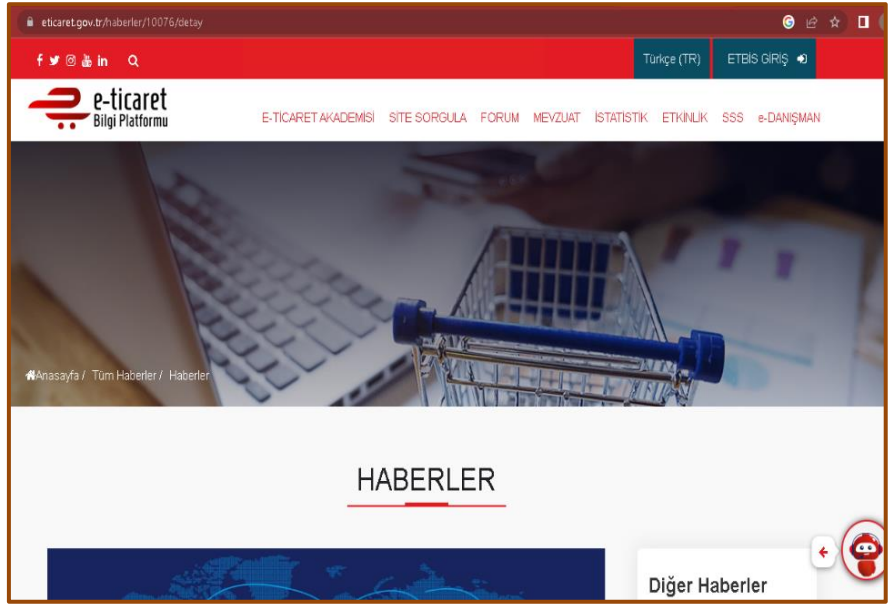 eticaret.gov.tr/haberler/10076/detay
Türkçe (TR) ETBİS GİRİŞ
e-ticaret
Bilgi Platformu
E-TİCARET AKADEMİSİ SİTE SORGULA FORUM MEVZUAT İSTATİSTİK ETKİNLİK SSS e-DANIŞMAN
Anasayfa / Tüm Haberler / Haberler
HABERLER
Diğer Haberler